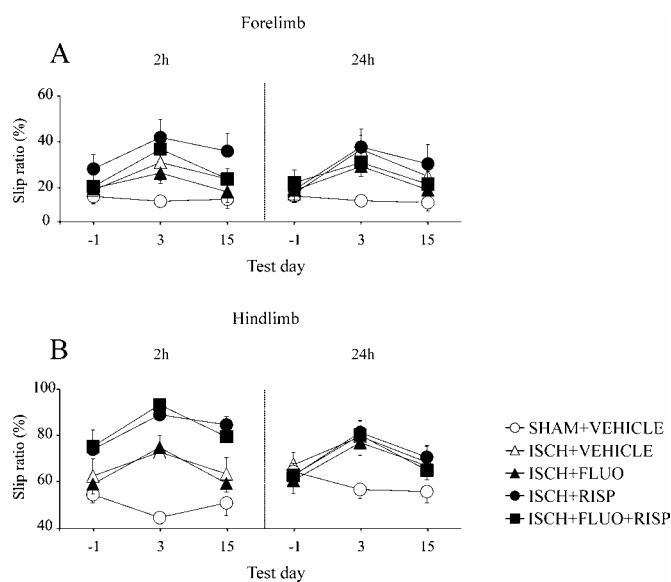 Forelimb
A
2h 24h
Slip ratio (%)
60
40
20
0
-1 3 15 -1 3 15
Test day
Hindlimb
B
2h 24h
Slip ratio (%)
100
80
60
40
-1 3 15 -1 3 15
Test day
SHAM+VEHICLE
ISCH+VEHICLE
ISCH+FLUO
ISCH+RISP
ISCH+FLUO+RISP